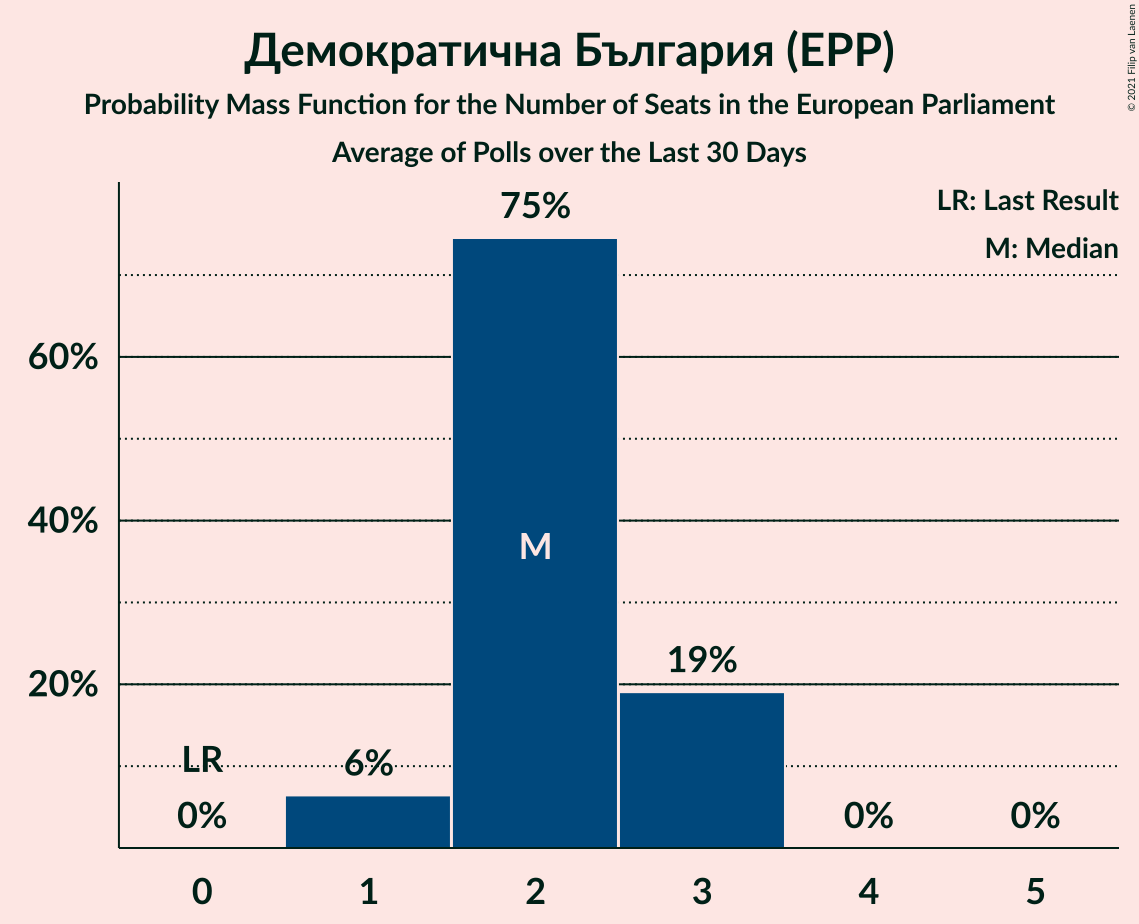 Демократична България (EPP)
Probability Mass Function for the Number of Seats in the European Parliament
Average of Polls over the Last 30 Days
© 2021 Filip van Laenen
LR: Last Result
M: Median
75%
60%
40%
M
19%
20%
LR
6%
0%
0%
0%
0
1
2
3
4
5